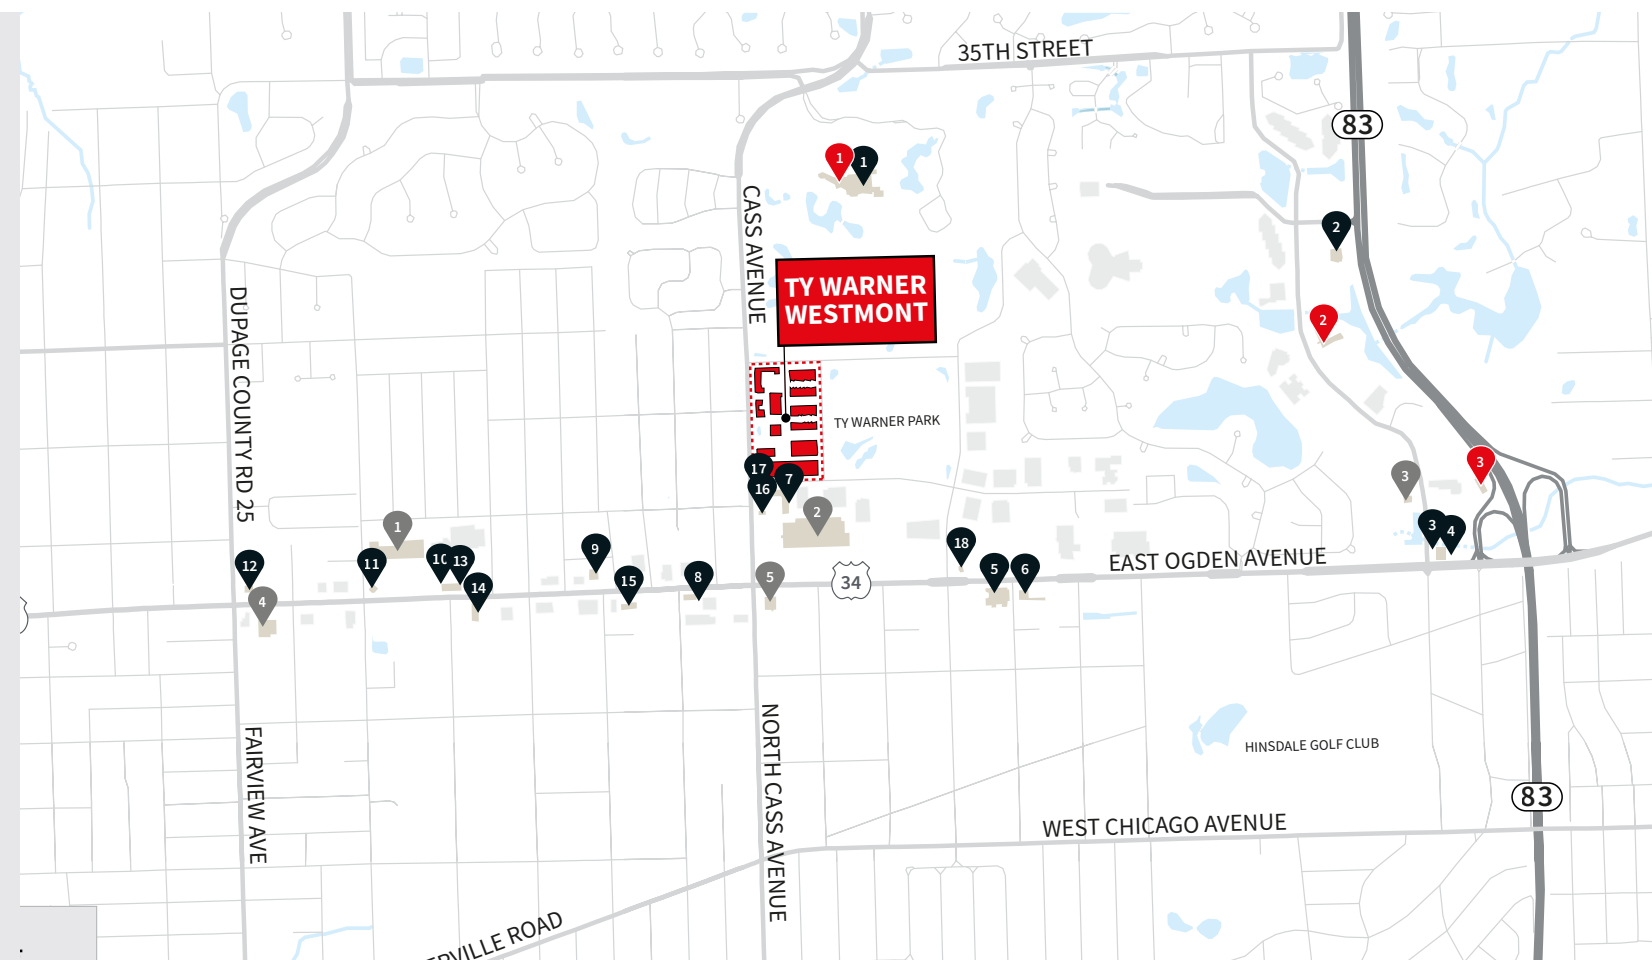 35TH STREET
83
1
1
CASS AVENUE
2
TY WARNER
WESTMONT
DUPAGE COUNTY RD 25
2
TY WARNER PARK
17
7
16
3
3
1
2
3
4
9
18
12
11
10
13
14
15
8
5
34
5
6
EAST OGDEN AVENUE
4
NORTH CASS AVENUE
FAIRVIEW AVE
HINSDALE GOLF CLUB
83
WEST CHICAGO AVENUE